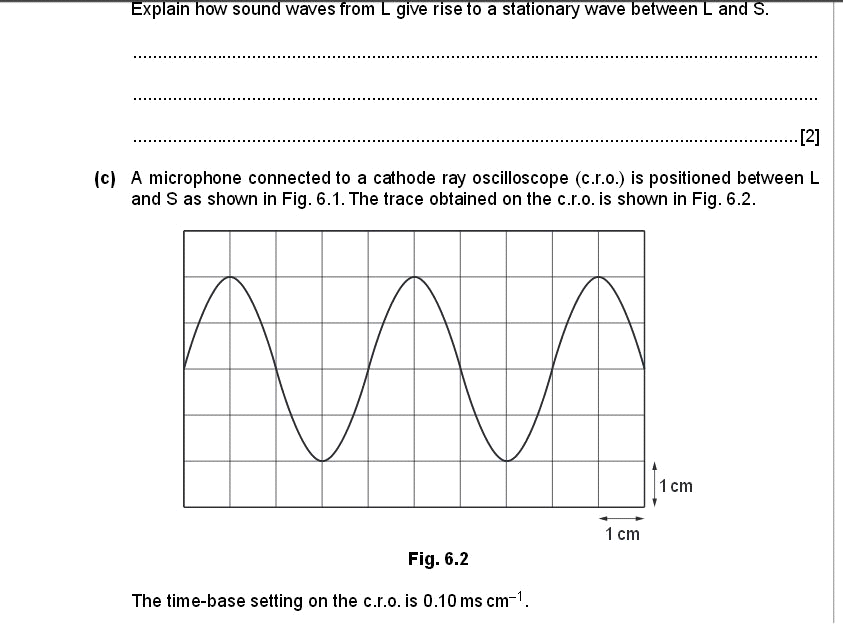 Explain how sound waves from L give rise to a stationary wave between L and S.
..........................................................................................................................................
..........................................................................................................................................
......................................................................................................................................[2]
(c) A microphone connected to a cathode ray oscilloscope (c.r.o.) is positioned between L
and S as shown in Fig. 6.1. The trace obtained on the c.r.o. is shown in Fig. 6.2.
1 cm
1 cm
Fig. 6.2
The time-base setting on the c.r.o. is 0.10 ms cm⁻¹.